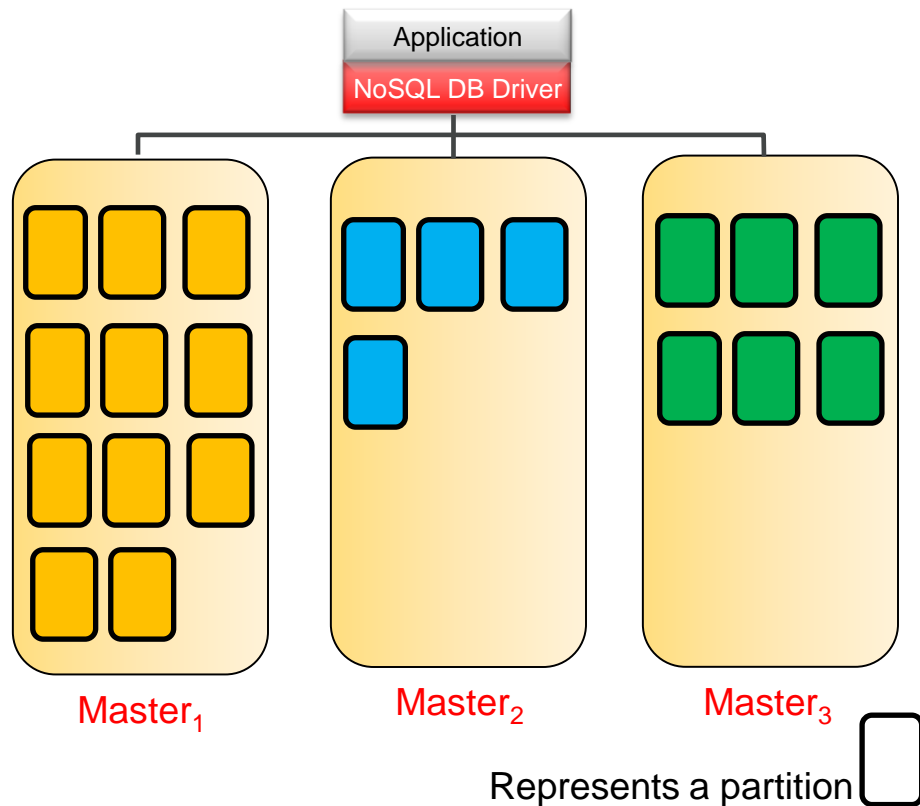 Application
NoSQL DB Driver
Master₁
Master₂
Master₃
Represents a partition